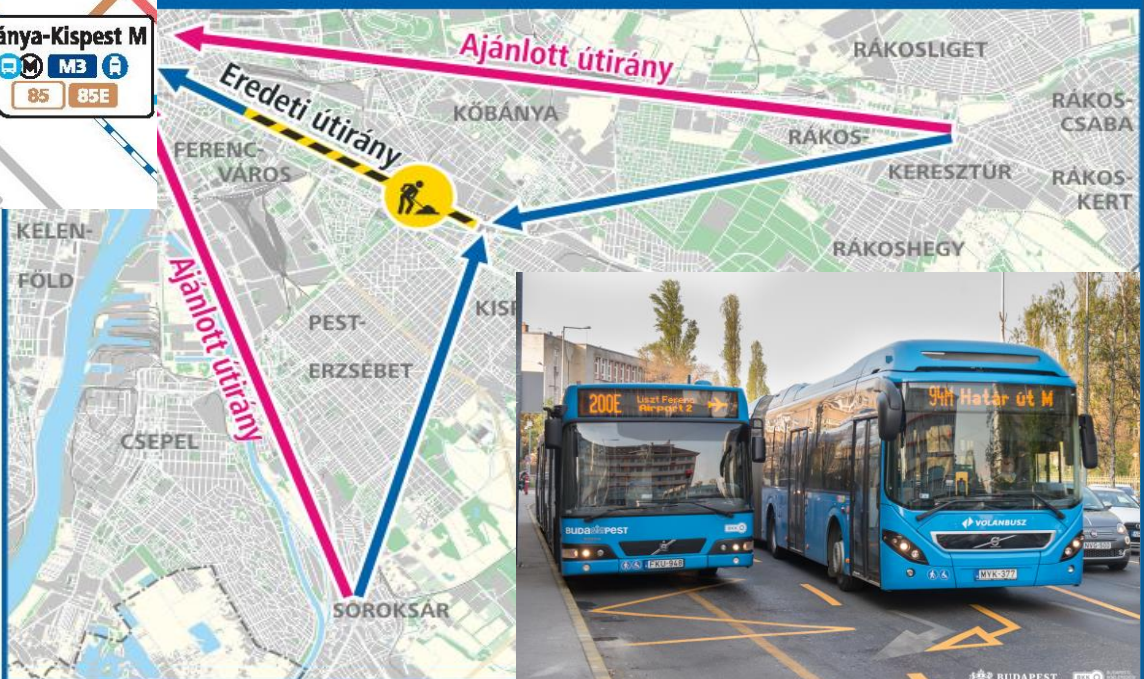 ánya-Kispest M
M M3
85 85E
Ajánlott útirány
RÁKOSLIGET
Eredeti útirány
KŐBÁNYA
RÁKOS-
CSABA
RÁKOS-
KERESZTÚR
FERENC-
VÁROS
RÁKOS-
KERT
KELEN-
FÖLD
RÁKOSHEGY
Ajánlott útirány
PEST-
ERZSÉBET
CSEPEL
SOROKSÁR
200E Liszt Ferenc
Airport 2
94M Határ út M
BUDAPEST
VOLÁNBUSZ
FKU-948
MYK-377
BUDAPEST